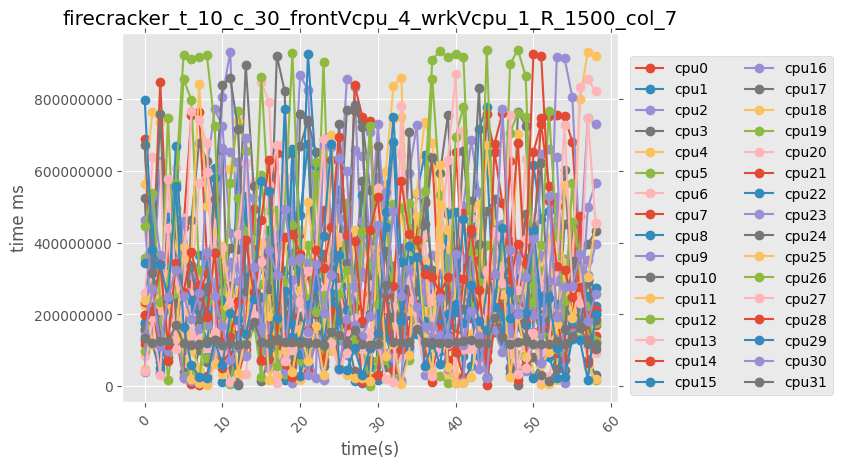 firecracker_t_10_c_30_frontVcpu_4_wrkVcpu_1_R_1500_col_7
time ms
800000000
600000000
400000000
200000000
0
0
10
20
30
40
50
60
time(s)
cpu0
cpu1
cpu2
cpu3
cpu4
cpu5
cpu6
cpu7
cpu8
cpu9
cpu10
cpu11
cpu12
cpu13
cpu14
cpu15
cpu16
cpu17
cpu18
cpu19
cpu20
cpu21
cpu22
cpu23
cpu24
cpu25
cpu26
cpu27
cpu28
cpu29
cpu30
cpu31